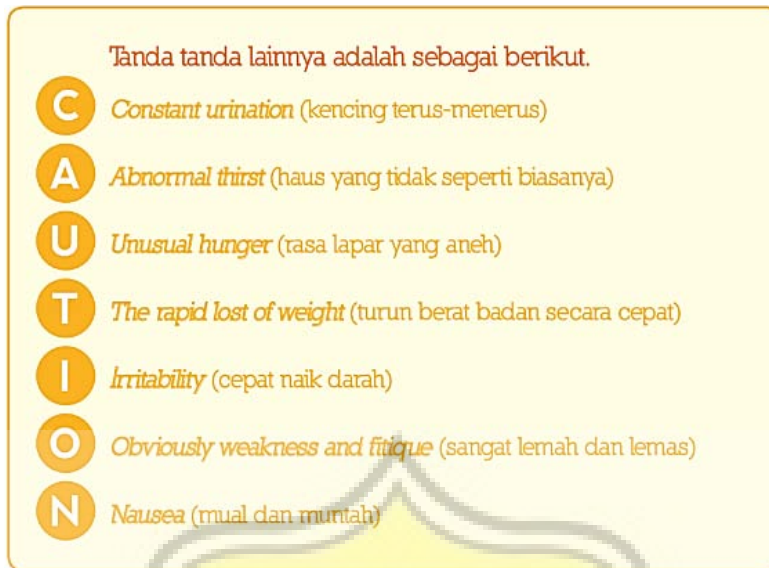 Tanda tanda lainnya adalah sebagai berikut.
C Constant urination (kencing terus-menerus)
A Abnormal thirst (haus yang tidak seperti biasanya)
U Unusual hunger (rasa lapar yang aneh)
T The rapid lost of weight (turun berat badan secara cepat)
I Irritability (cepat naik darah)
O Obviously weakness and fitique (sangat lemah dan lemas)
N Nausea (mual dan muntah)